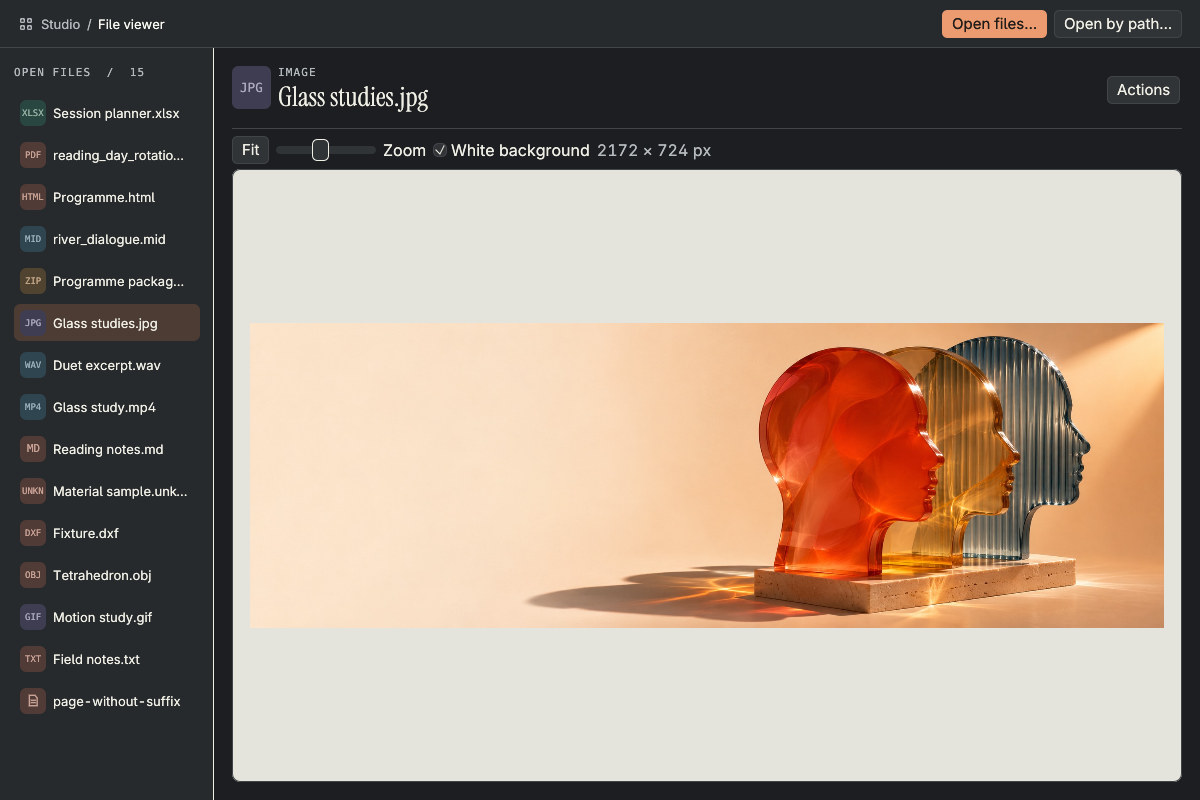 Studio / File viewer
Open files...
Open by path...
OPEN FILES / 15
XLSX Session planner.xlsx
PDF reading_day_rotatio...
HTML Programme.html
MID river_dialogue.mid
ZIP Programme packag...
JPG Glass studies.jpg
WAV Duet excerpt.wav
MP4 Glass study.mp4
MD Reading notes.md
UNKN Material sample.unk...
DXF Fixture.dxf
OBJ Tetrahedron.obj
GIF Motion study.gif
TXT Field notes.txt
page-without-suffix
JPG
IMAGE
Glass studies.jpg
Actions
Fit Zoom White background 2172 × 724 px